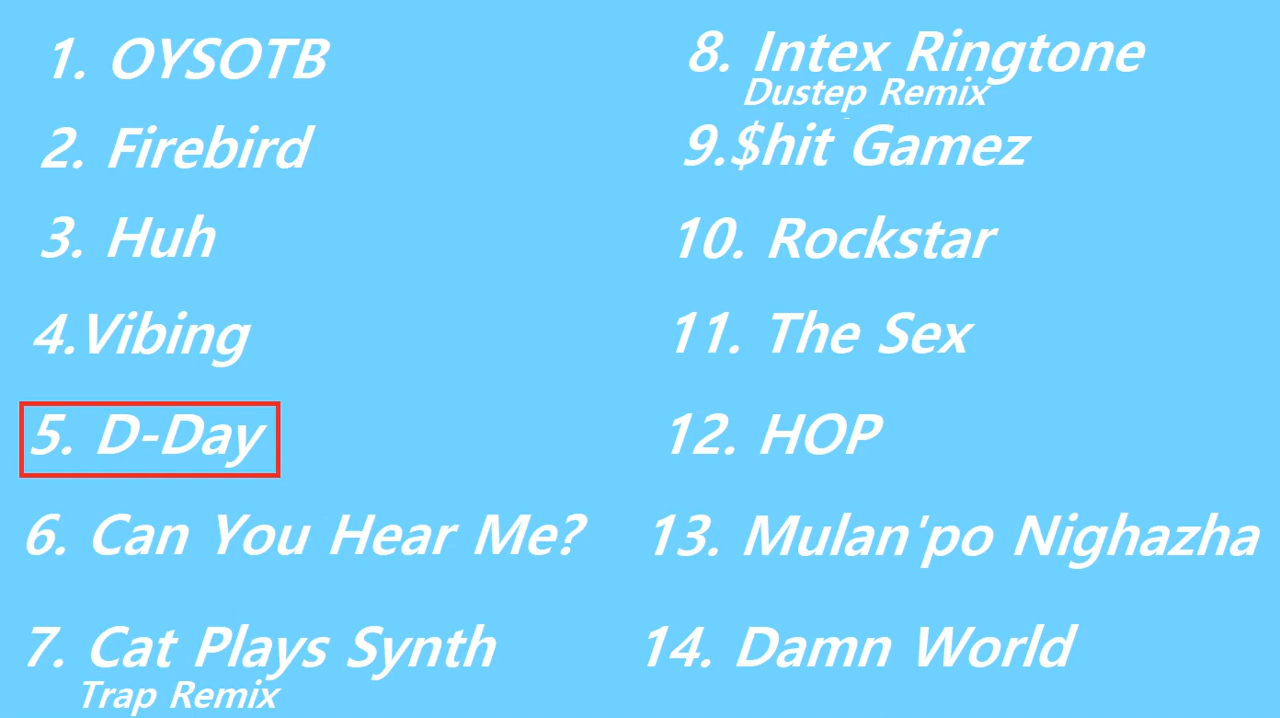 1. OYSOTB
2. Firebird
3. Huh
4.Vibing
5. D-Day
6. Can You Hear Me?
7. Cat Plays Synth
Trap Remix
8. Intex Ringtone
Dustep Remix
9.$hit Gamez
10. Rockstar
11. The Sex
12. HOP
13. Mulan'po Nighazha
14. Damn World